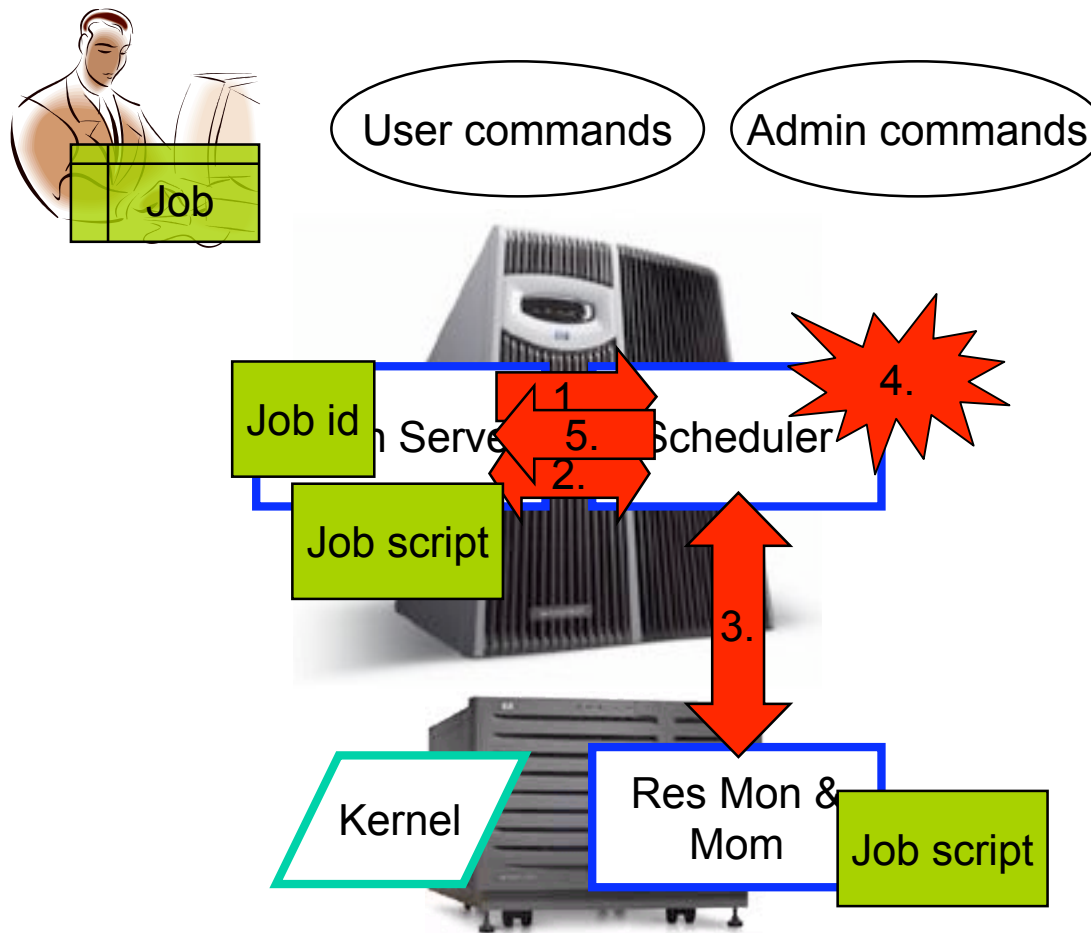 User commands
Admin commands
Job
4.
1
Job id
Serve
5.
Scheduler
2.
Job script
3.
Kernel
Res Mon &
Mom
Job script